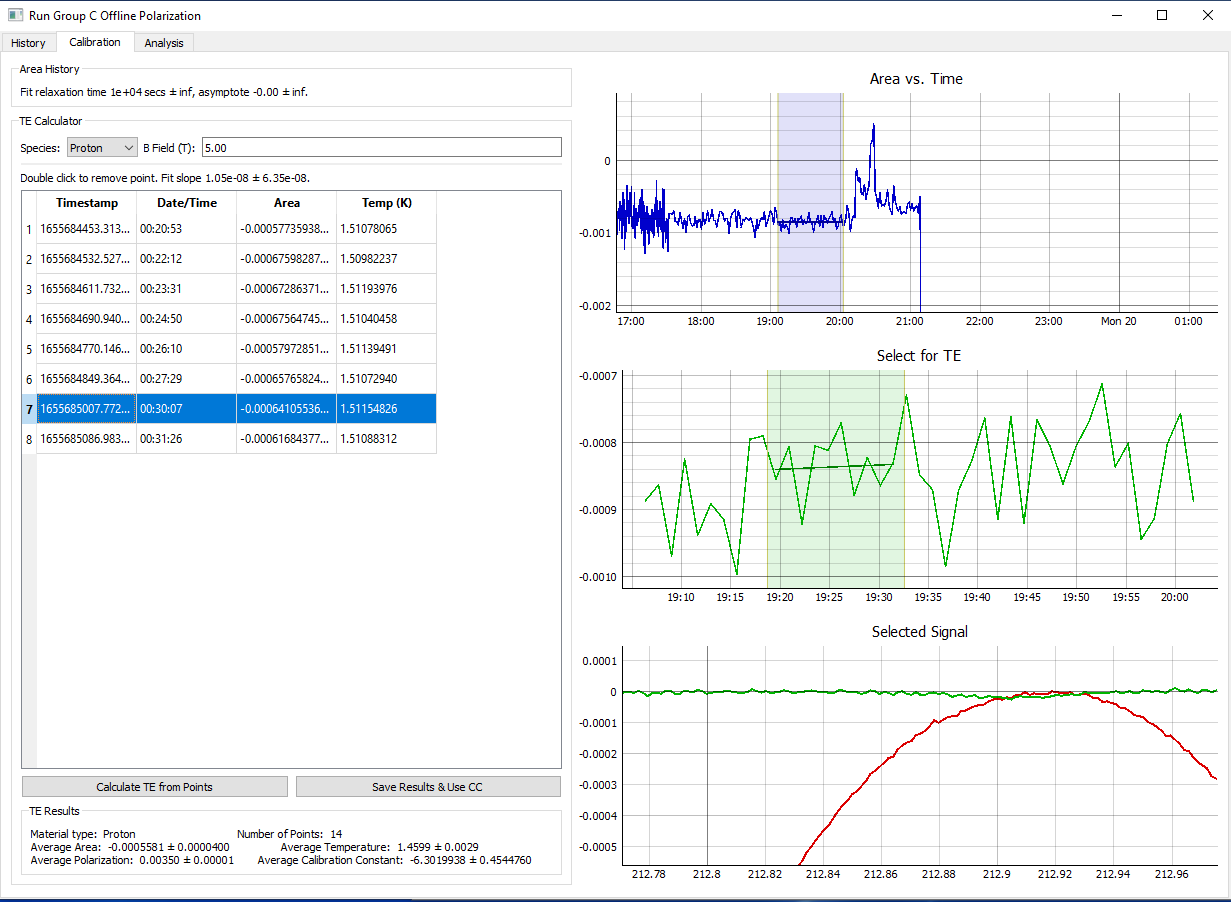 Run Group C Offline Polarization
History Calibration Analysis
Area History
Fit relaxation time 1e+04 secs ± inf, asymptote -0.00 ± inf.
TE Calculator
Species: Proton B Field (T): 5.00
Double click to remove point. Fit slope 1.05e-08 ± 6.35e-08.
Timestamp Date/Time Area Temp (K)
1 1655684453.313... 00:20:53 -0.00057735938... 1.51078065
2 1655684532.527... 00:22:12 -0.00067598287... 1.50982237
3 1655684611.732... 00:23:31 -0.00067286371... 1.51193976
4 1655684690.940... 00:24:50 -0.00067564745... 1.51040458
5 1655684770.146... 00:26:10 -0.00057972851... 1.51139491
6 1655684849.364... 00:27:29 -0.00065765824... 1.51072940
7 1655685007.772... 00:30:07 -0.00064105536... 1.51154826
8 1655685086.983... 00:31:26 -0.00061684377... 1.51088312
Calculate TE from Points Save Results & Use CC
TE Results
Material type: Proton Number of Points: 14
Average Area: -0.0005581 ± 0.0000400 Average Temperature: 1.4599 ± 0.0029
Average Polarization: 0.00350 ± 0.00001 Average Calibration Constant: -6.3019938 ± 0.4544760
Area vs. Time
0
-0.001
-0.002
17:00 18:00 19:00 20:00 21:00 22:00 23:00 Mon 20 01:00
Select for TE
-0.0007
-0.0008
-0.0009
-0.0010
19:10 19:15 19:20 19:25 19:30 19:35 19:40 19:45 19:50 19:55 20:00
Selected Signal
0.0001
0
-0.0001
-0.0002
-0.0003
-0.0004
-0.0005
212.78 212.8 212.82 212.84 212.86 212.88 212.9 212.92 212.94 212.96